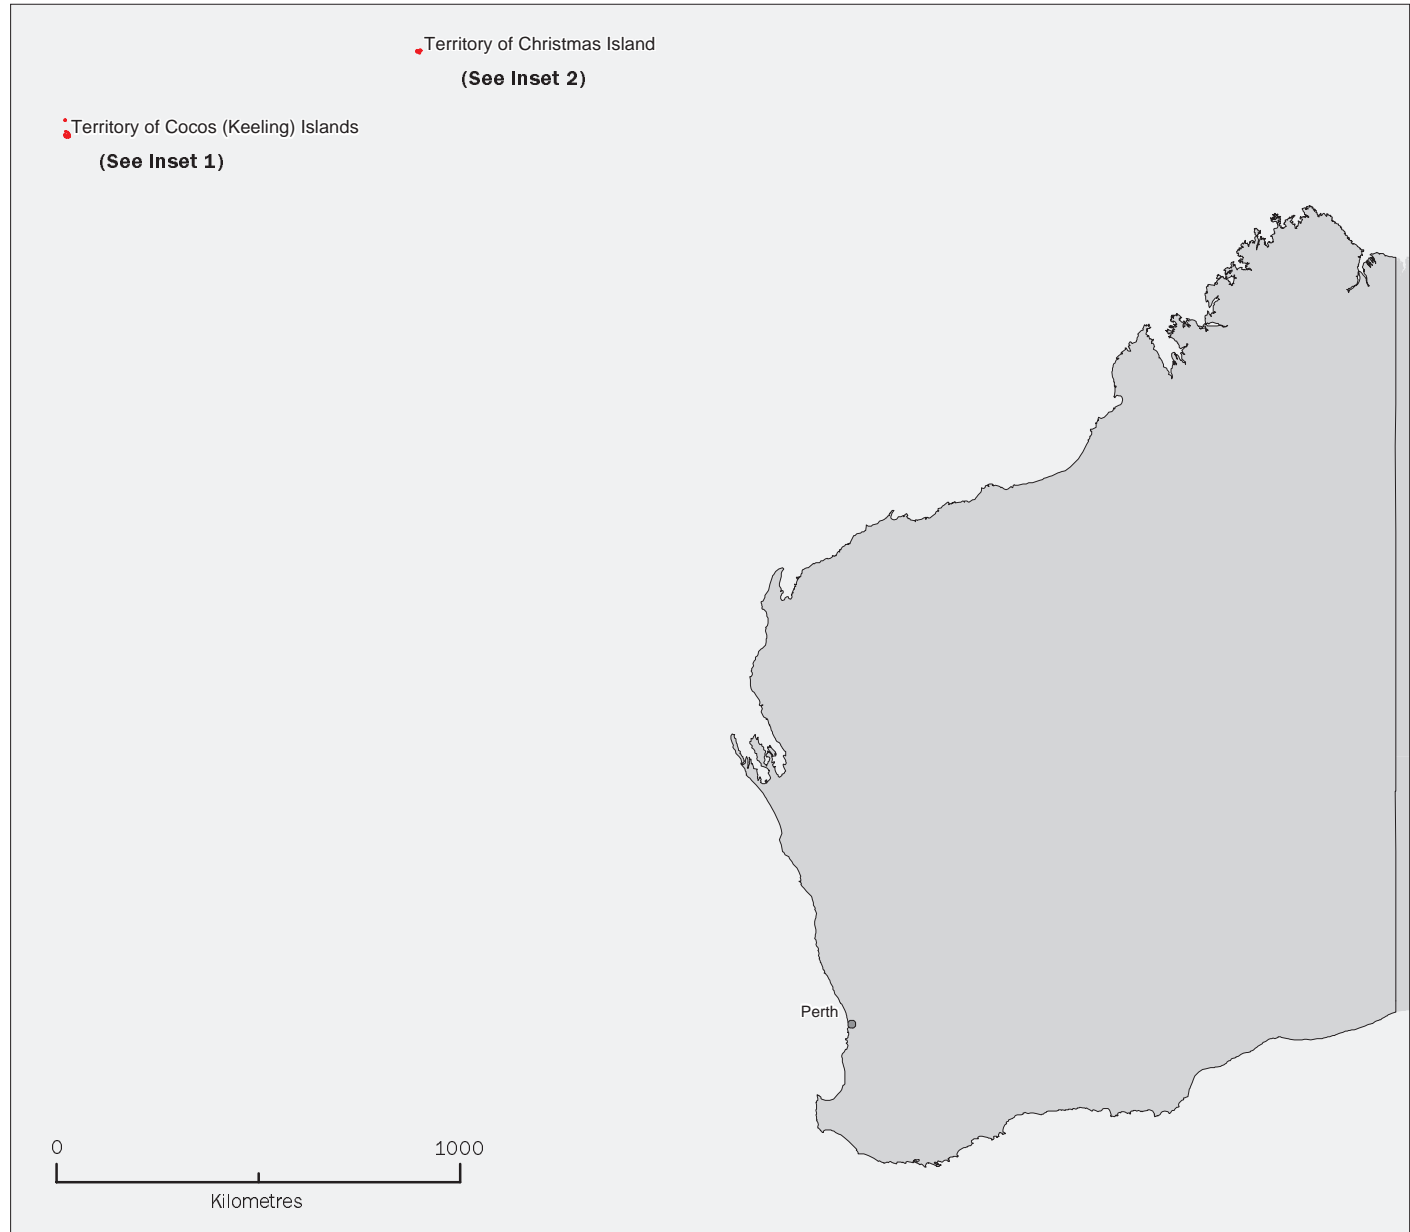 Territory of Christmas Island
(See Inset 2)
Territory of Cocos (Keeling) Islands
(See Inset 1)
Perth
0 1000
Kilometres